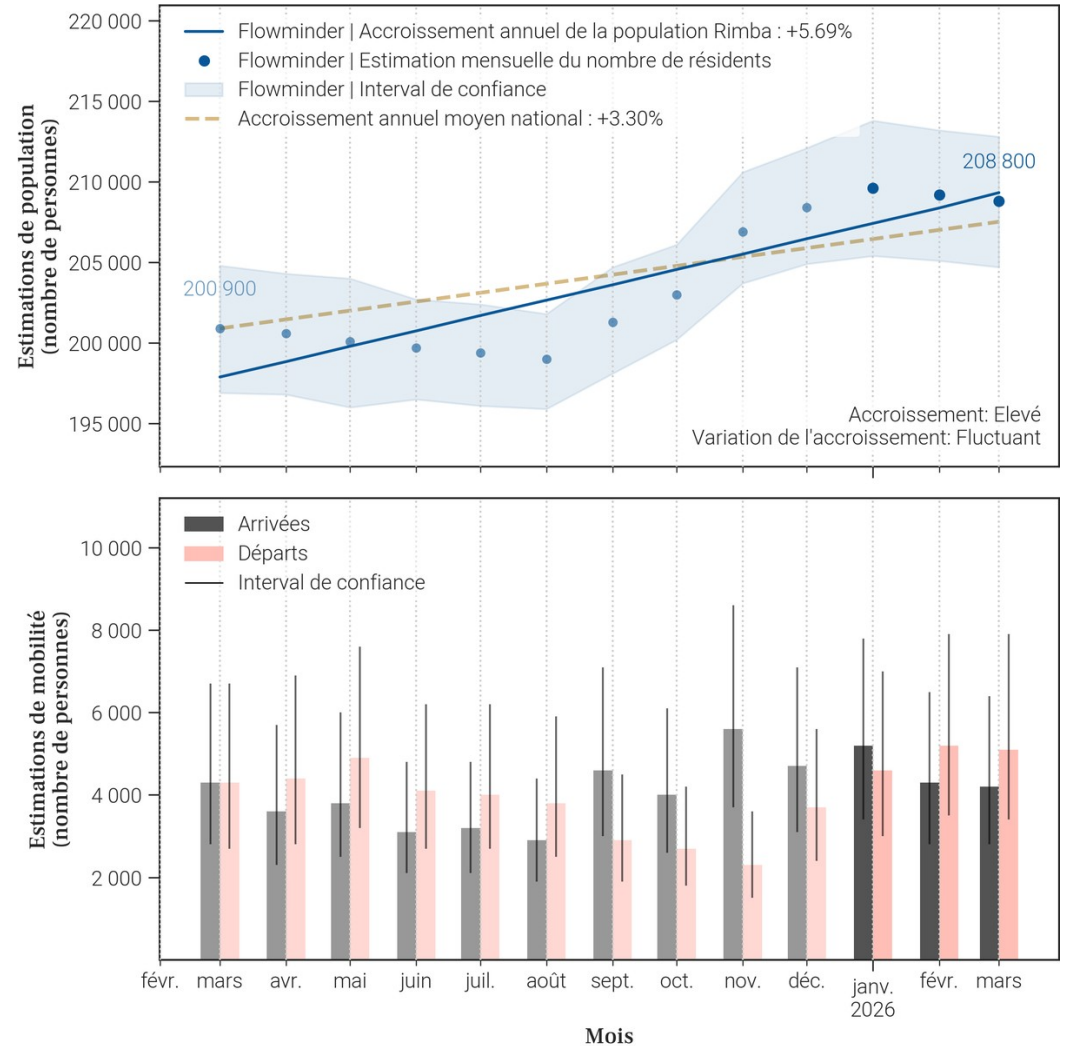 220 000
215 000
210 000
205 000
200 000
195 000
Estimations de population
(nombre de personnes)
Flowminder | Accroissement annuel de la population Rimba : +5.69%
Flowminder | Estimation mensuelle du nombre de résidents
Flowminder | Interval de confiance
Accroissement annuel moyen national : +3.30%
208 800
200 900
Accroissement: Elevé
Variation de l'accroissement: Fluctuant
10 000
8 000
6 000
4 000
2 000
Estimations de mobilité
(nombre de personnes)
Arrivées
Départs
Interval de confiance
févr. mars avr. mai juin juil. août sept. oct. nov. déc. janv. févr. mars
2026
Mois